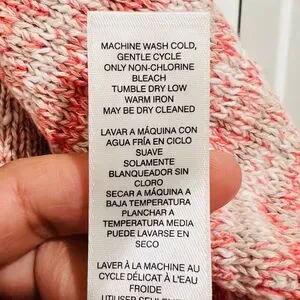 MACHINE WASH COLD,
GENTLE CYCLE
ONLY NON-CHLORINE
BLEACH
TUMBLE DRY LOW
WARM IRON
MAY BE DRY CLEANED
LAVAR A MÁQUINA CON
AGUA FRÍA EN CICLO
SUAVE
SOLAMENTE
BLANQUEADOR SIN
CLORO
SECAR A MÁQUINA A
BAJA TEMPERATURA
PLANCHAR A
TEMPERATURA MEDIA
PUEDE LAVARSE EN
SECO
LAVER À LA MACHINE AU
CYCLE DÉLICAT À L'EAU
FROIDE
UTILISER SEULEMENT